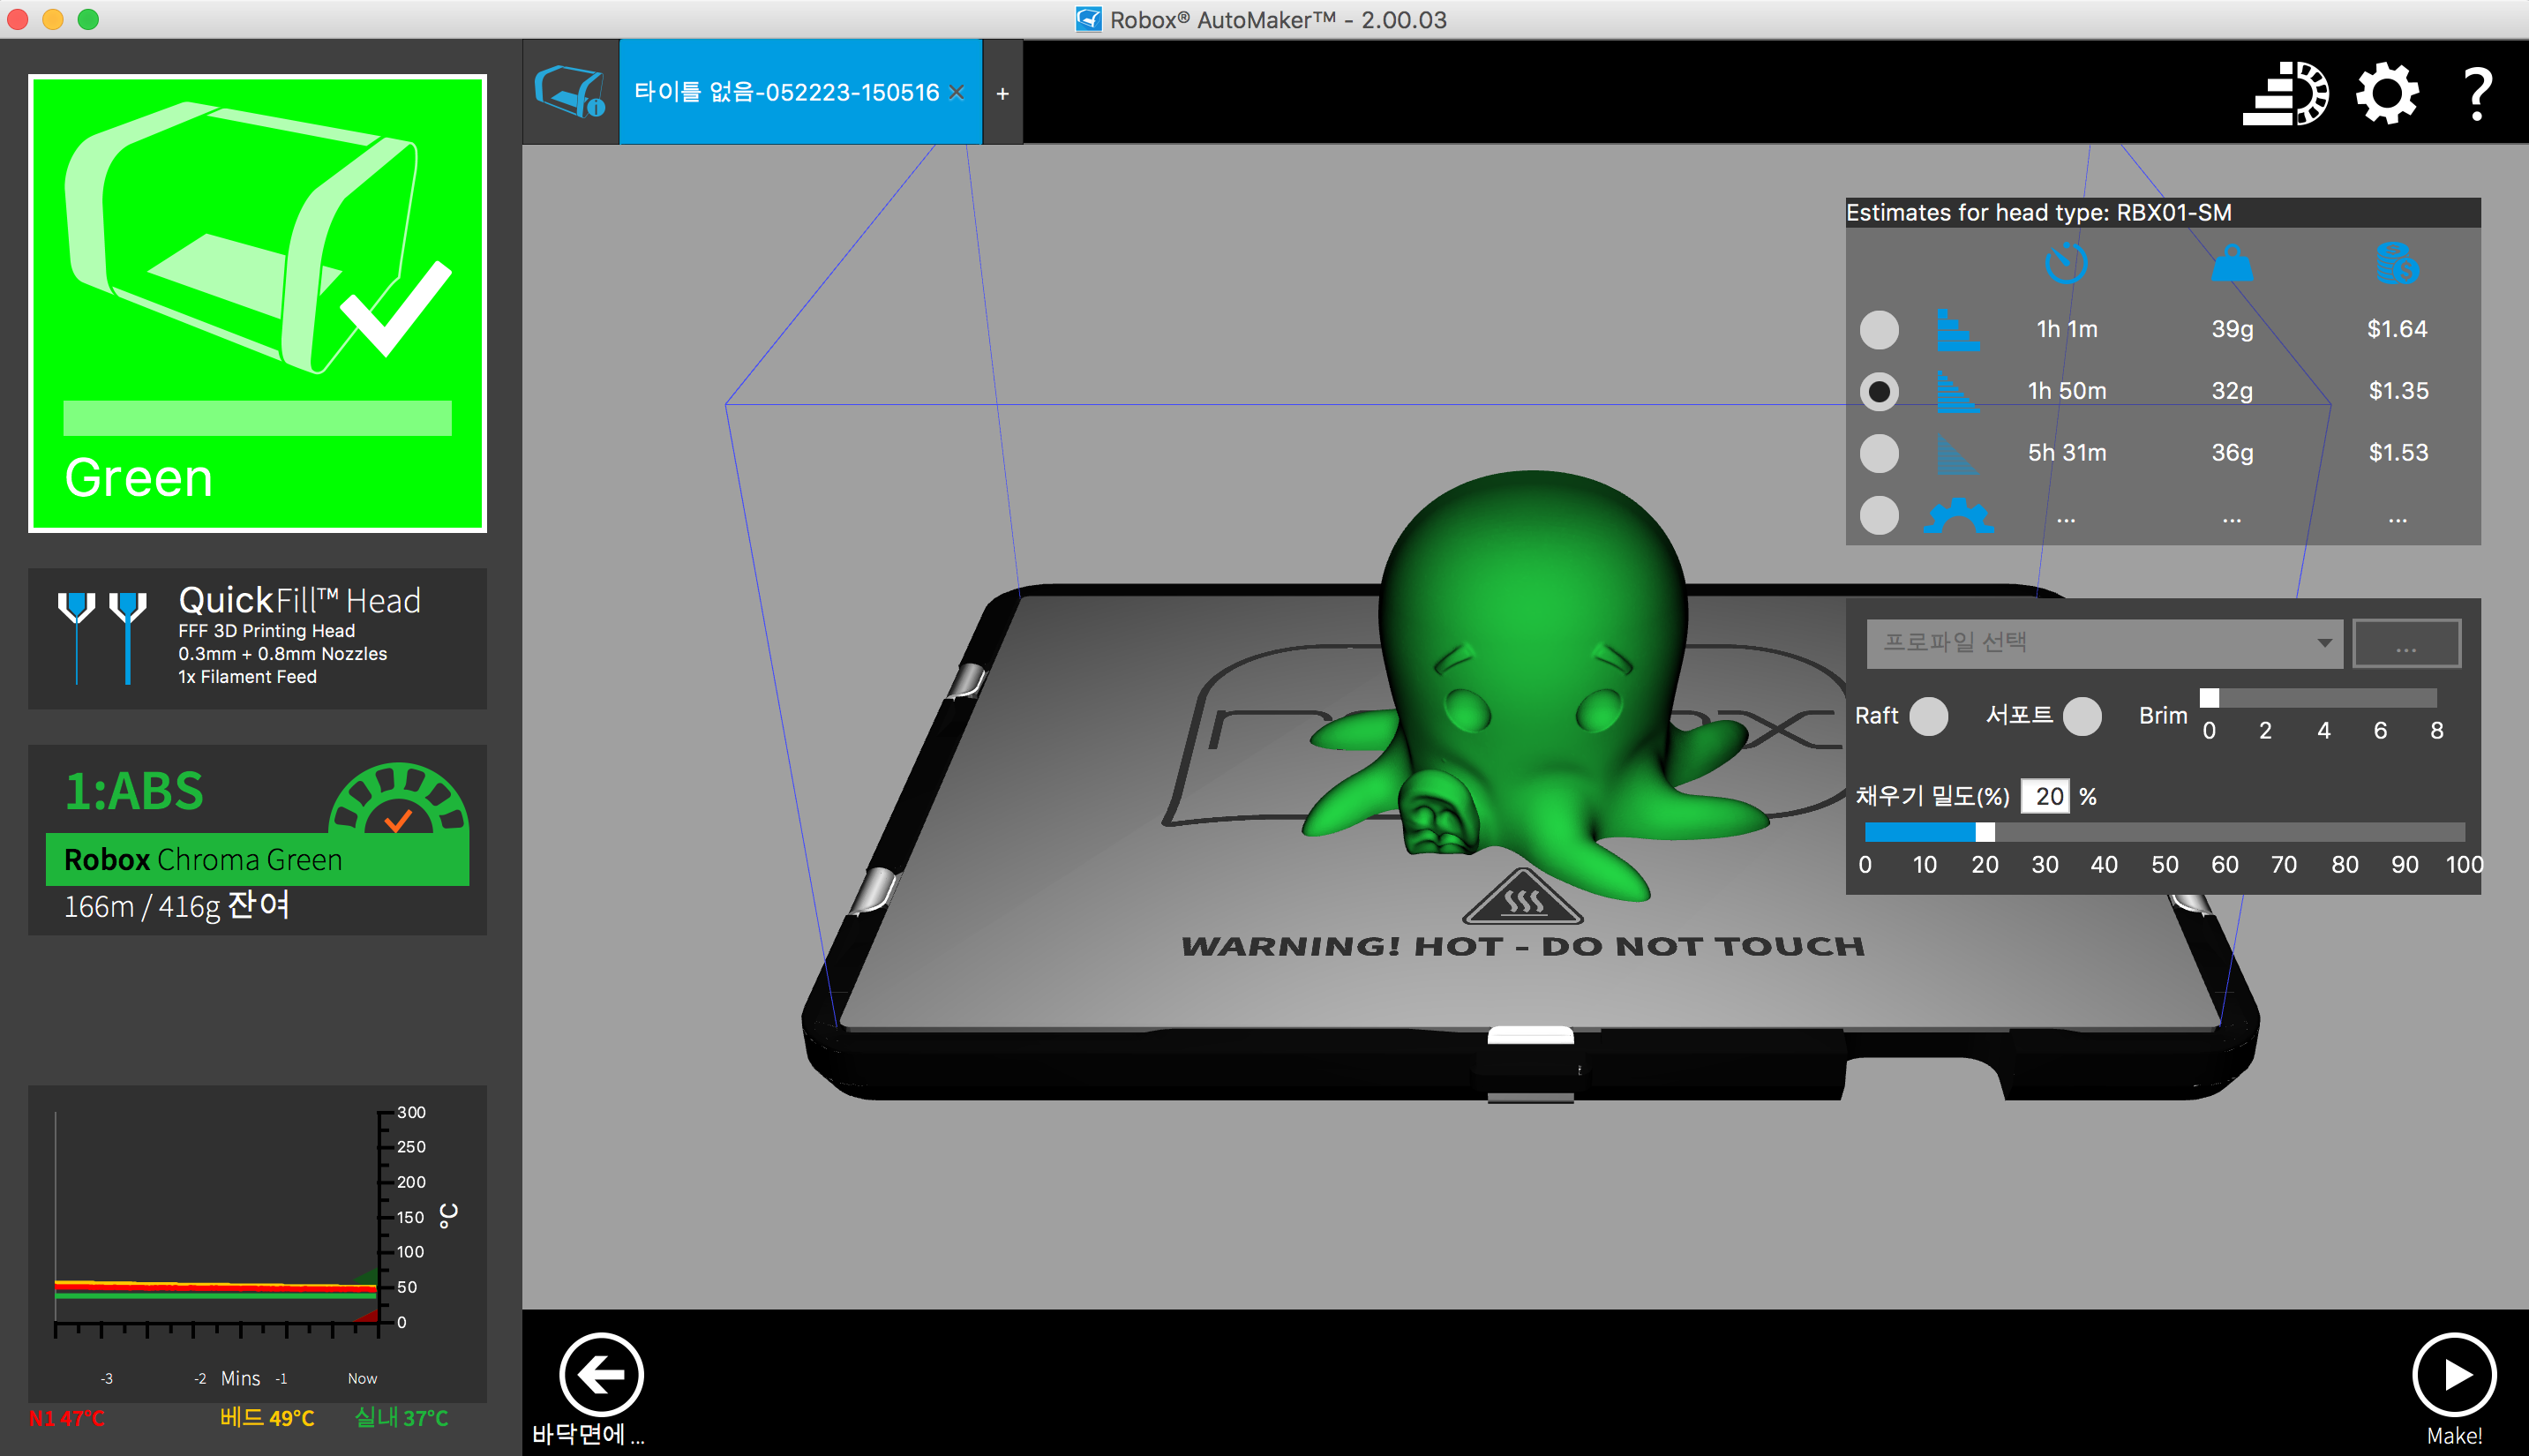 Robox® AutoMaker™ - 2.00.03
타이틀 없음-052223-150516
+
?
Green
QuickFill™ Head
FFF 3D Printing Head
0.3mm + 0.8mm Nozzles
1x Filament Feed
1:ABS
Robox Chroma Green
166m / 416g 잔여
300
250
200
150
100
50
0
°C
-3 -2 Mins -1 Now
N1 47°C 베드 49°C 실내 37°C
Estimates for head type: RBX01-SM
1h 1m 39g $1.64
1h 50m 32g $1.35
5h 31m 36g $1.53
... ... ...
프로파일 선택 ...
Raft 서포트 Brim
0 2 4 6 8
채우기 밀도(%) 20 %
0 10 20 30 40 50 60 70 80 90 100
WARNING! HOT - DO NOT TOUCH
바닥면에 ...
Make!